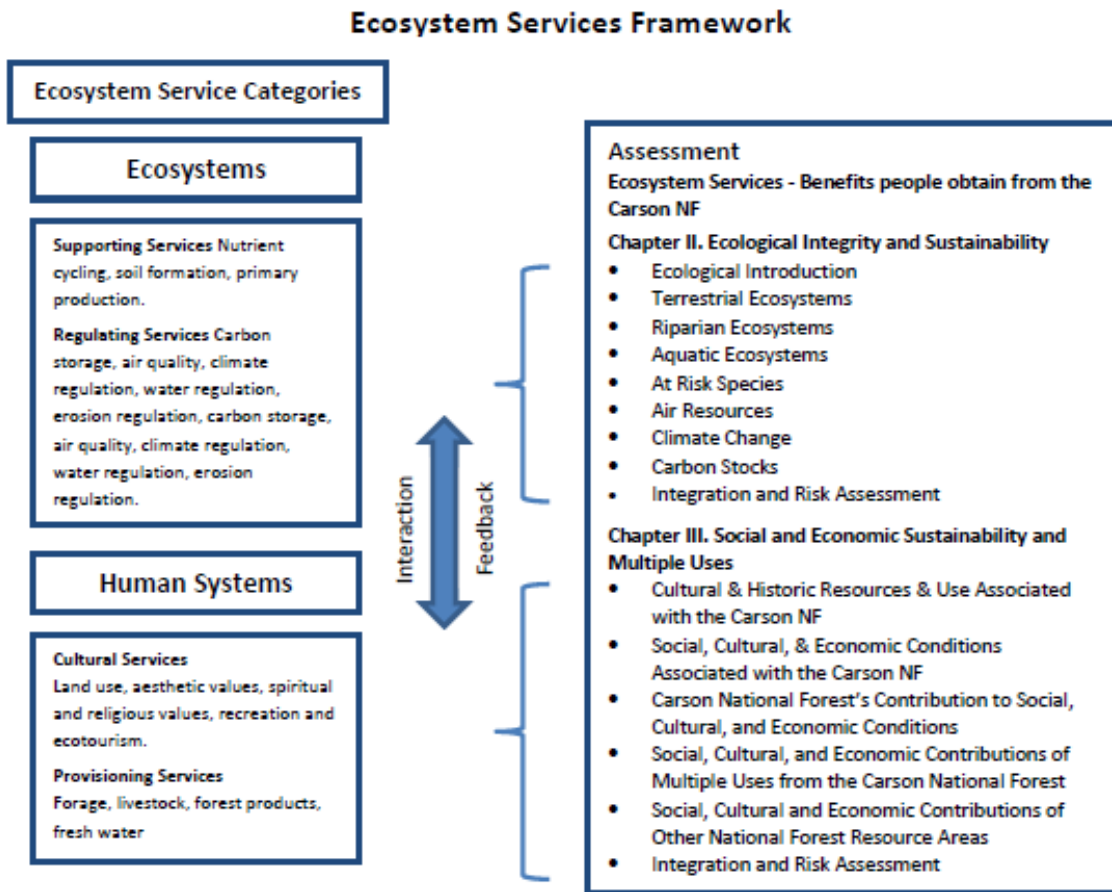 Ecosystem Services Framework
Ecosystem Service Categories
Ecosystems
Supporting Services Nutrient
cycling, soil formation, primary
production.
Regulating Services Carbon
storage, air quality, climate
regulation, water regulation,
erosion regulation, carbon storage,
air quality, climate regulation,
water regulation, erosion
regulation.
Human Systems
Cultural Services
Land use, aesthetic values, spiritual
and religious values, recreation and
ecotourism.
Provisioning Services
Forage, livestock, forest products,
fresh water
Interaction
Feedback
Assessment
Ecosystem Services - Benefits people obtain from the
Carson NF
Chapter II. Ecological Integrity and Sustainability
• Ecological Introduction
• Terrestrial Ecosystems
• Riparian Ecosystems
• Aquatic Ecosystems
• At Risk Species
• Air Resources
• Climate Change
• Carbon Stocks
• Integration and Risk Assessment
Chapter III. Social and Economic Sustainability and
Multiple Uses
• Cultural & Historic Resources & Use Associated
with the Carson NF
• Social, Cultural, & Economic Conditions
Associated with the Carson NF
• Carson National Forest's Contribution to Social,
Cultural, and Economic Conditions
• Social, Cultural, and Economic Contributions of
Multiple Uses from the Carson National Forest
• Social, Cultural and Economic Contributions of
Other National Forest Resource Areas
• Integration and Risk Assessment